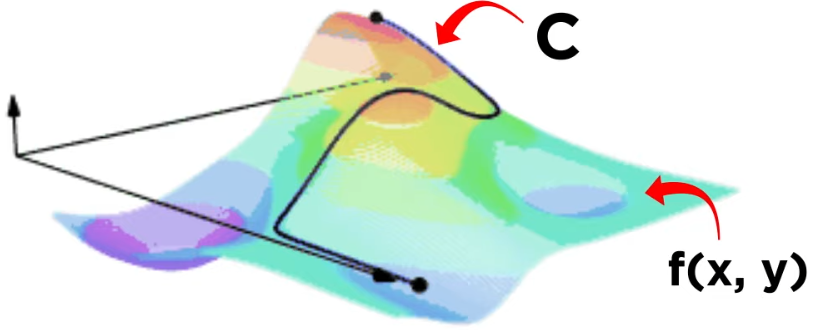 C
f(x, y)